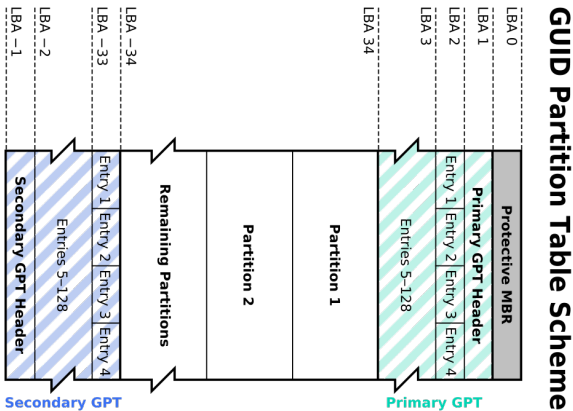 GUID Partition Table Scheme
LBA 0
Protective MBR
LBA 1
Primary GPT Header
LBA 2
Entry 1 Entry 2 Entry 3 Entry 4
LBA 3
Entries 5–128
Primary GPT
LBA 34
Partition 1
Partition 2
Remaining Partitions
LBA −34
LBA −33
Entry 1 Entry 2 Entry 3 Entry 4
LBA −2
Entries 5–128
LBA −1
Secondary GPT Header
Secondary GPT